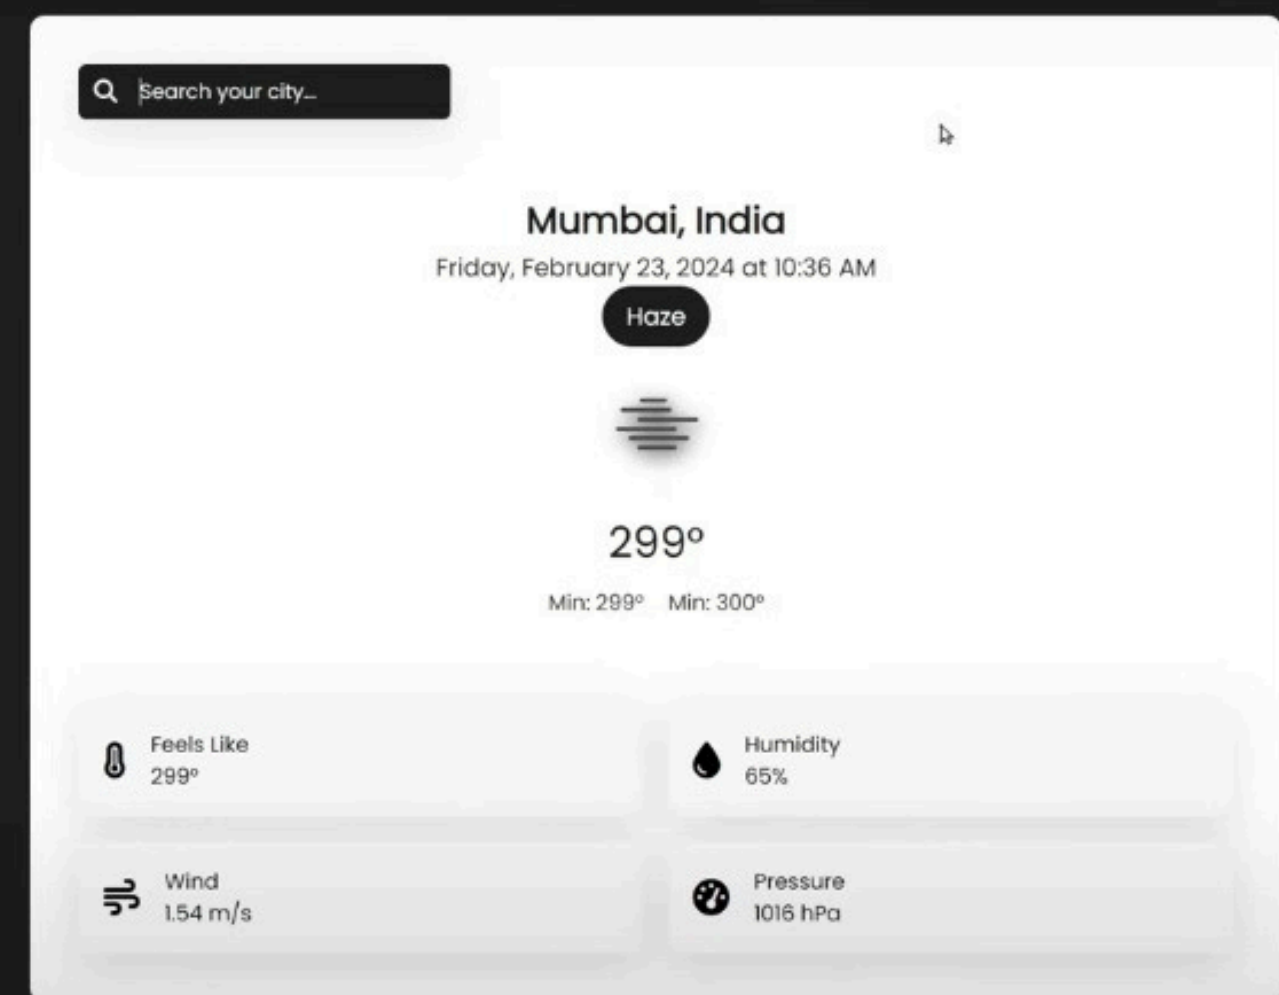 Search your city...
Mumbai, India
Friday, February 23, 2024 at 10:36 AM
Haze
299°
Min: 299° Min: 300°
Feels Like
299°
Humidity
65%
Wind
1.54 m/s
Pressure
1016 hPa